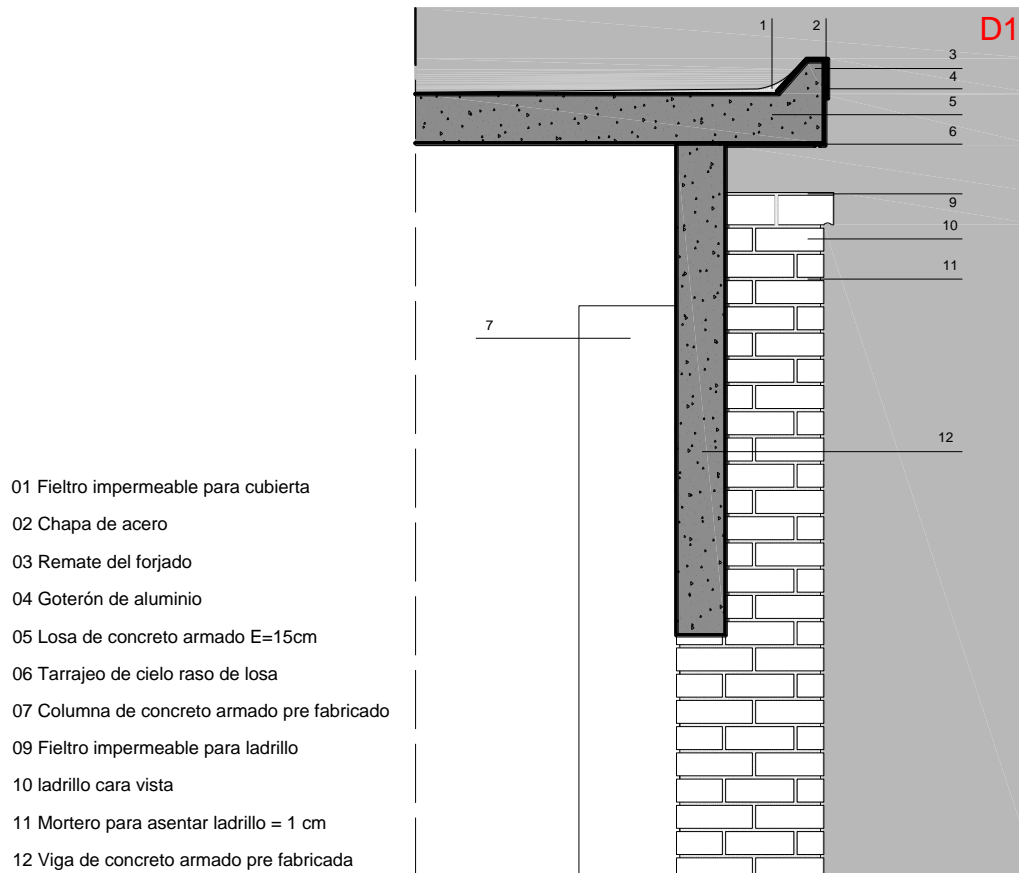 D1
1
2
3
4
5
6
9
10
11
7
12
01 Fieltro impermeable para cubierta
02 Chapa de acero
03 Remate del forjado
04 Goterón de aluminio
05 Losa de concreto armado E=15cm
06 Tarrajeo de cielo raso de losa
07 Columna de concreto armado pre fabricado
09 Fieltro impermeable para ladrillo
10 ladrillo cara vista
11 Mortero para asentar ladrillo = 1 cm
12 Viga de concreto armado pre fabricada